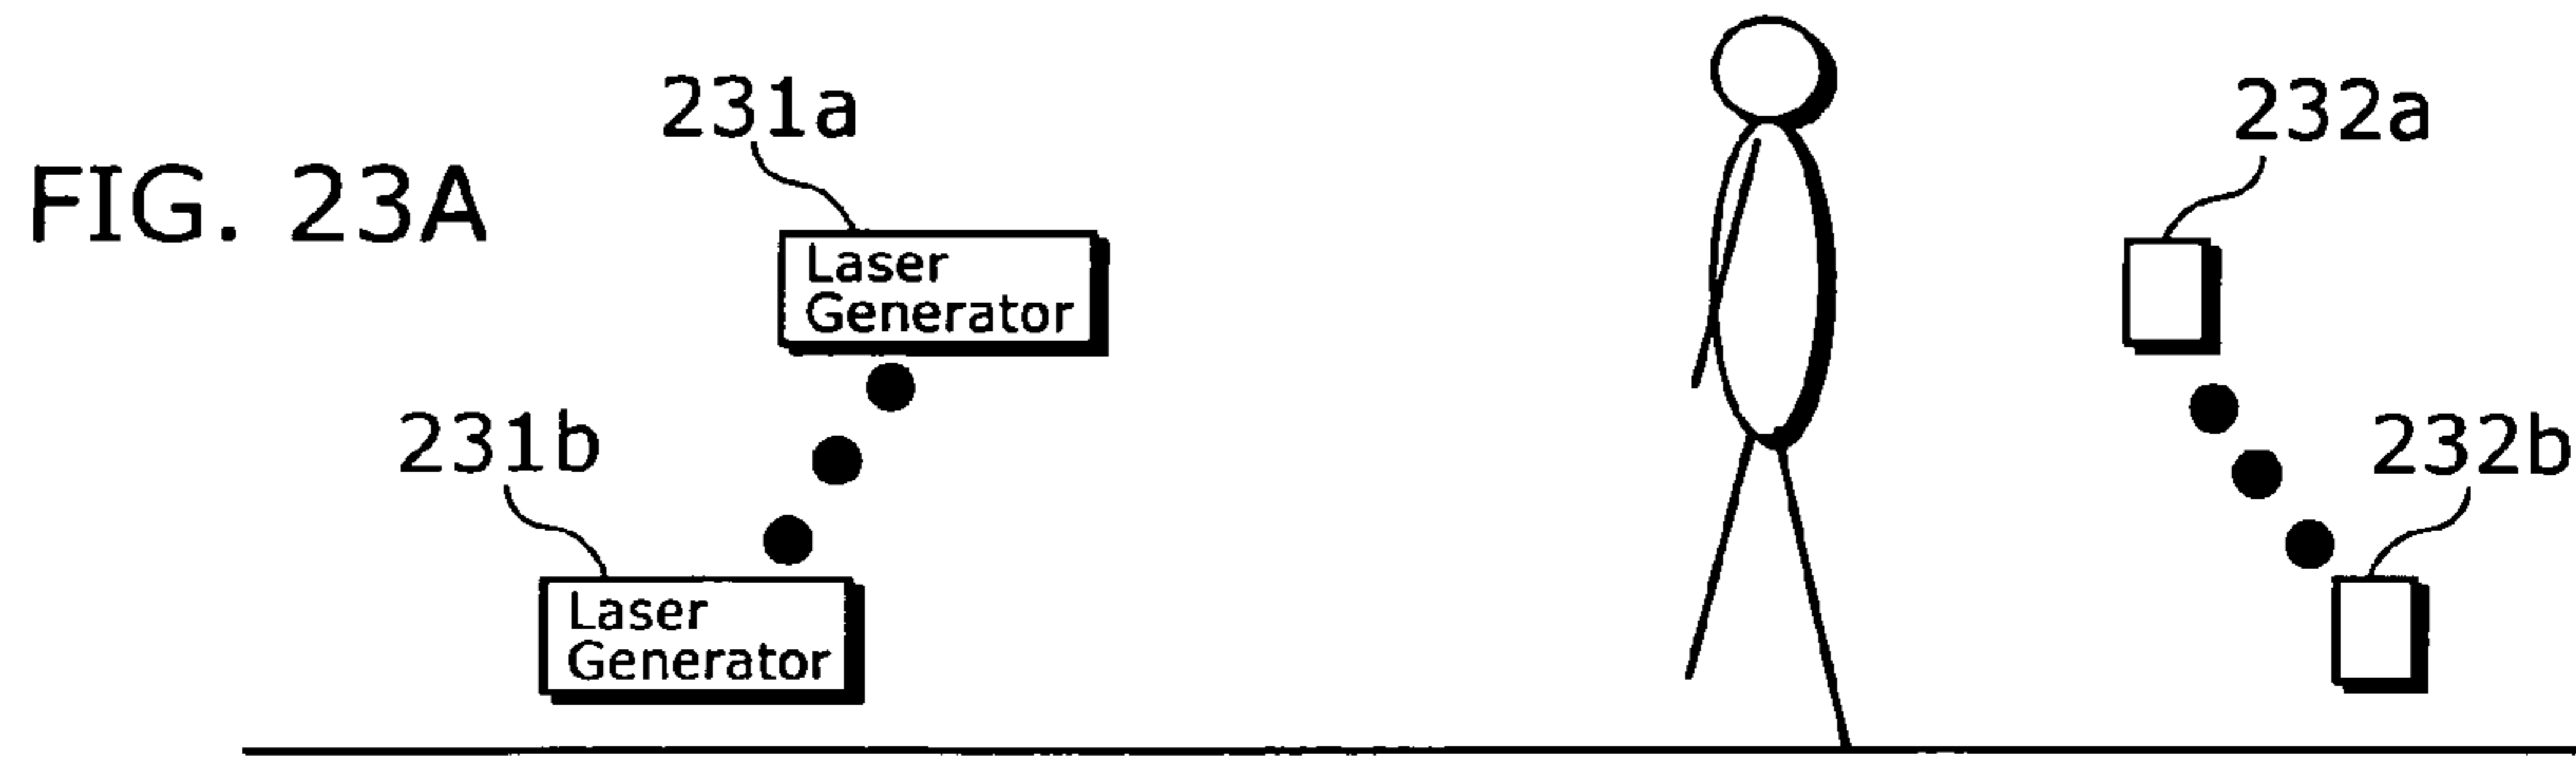 231a
232a
FIG. 23A
Laser
Generator
231b
232b
Laser
Generator